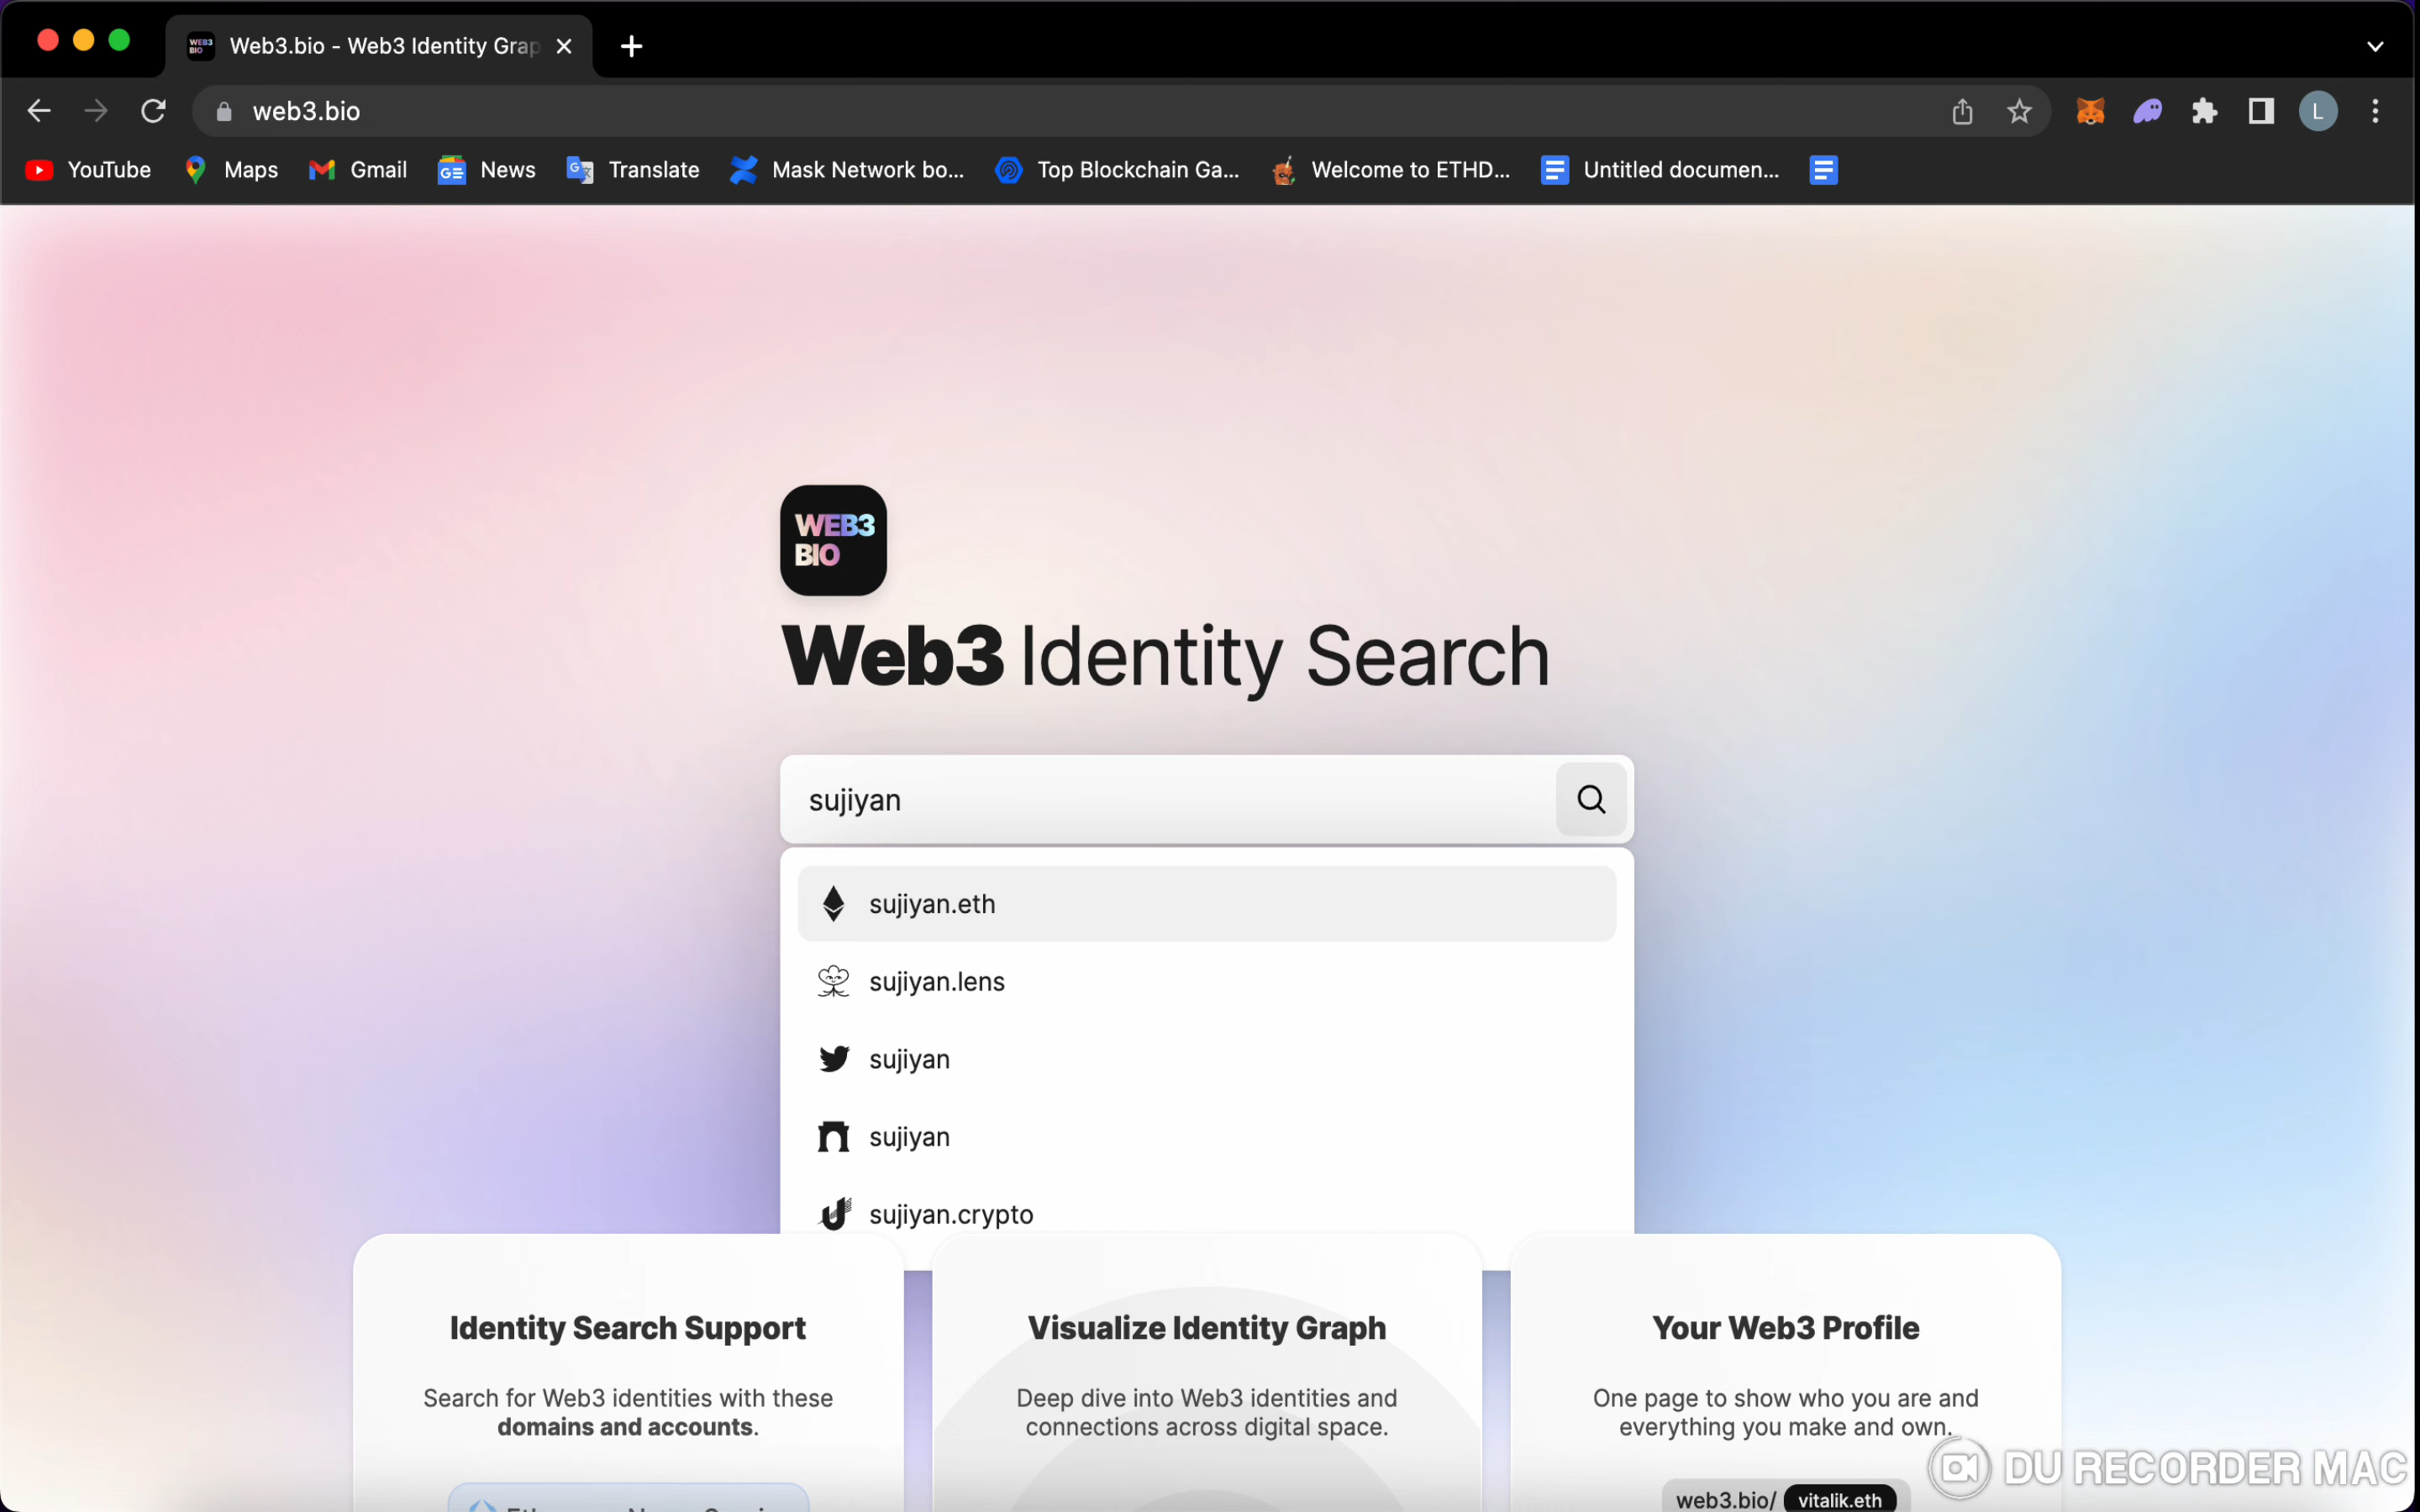 WEB3
BIO
Web3.bio - Web3 Identity Grap
web3.bio
L
YouTube
Maps
Gmail
News
Translate
Mask Network bo...
Top Blockchain Ga...
Welcome to ETHD...
Untitled documen...
WEB3
BIO
Web3 Identity Search
sujiyan
sujiyan.eth
sujiyan.lens
sujiyan
sujiyan
sujiyan.crypto
Identity Search Support
Search for Web3 identities with these
domains and accounts.
Visualize Identity Graph
Deep dive into Web3 identities and
connections across digital space.
Your Web3 Profile
One page to show who you are and
everything you make and own.
web3.bio/ vitalik.eth
DU RECORDER MAC